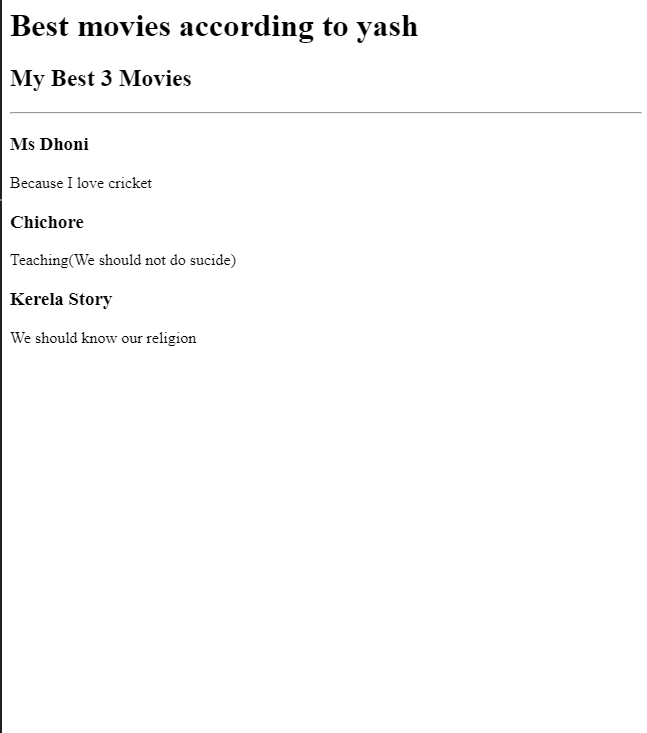 Best movies according to yash
My Best 3 Movies
Ms Dhoni
Because I love cricket
Chichore
Teaching(We should not do sucide)
Kerela Story
We should know our religion